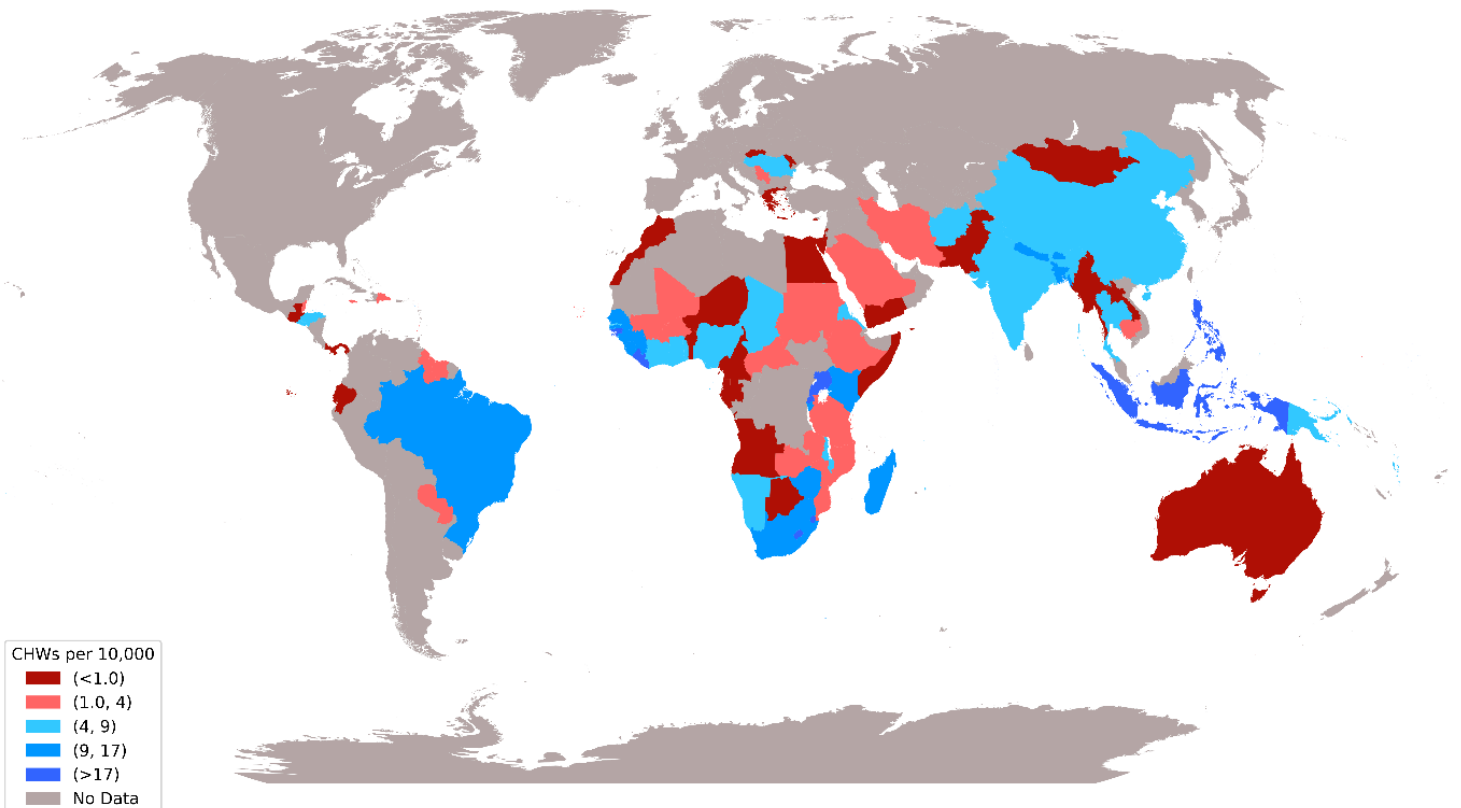 CHWs per 10,000
(<1.0)
(1.0, 4)
(4, 9)
(9, 17)
(>17)
No Data